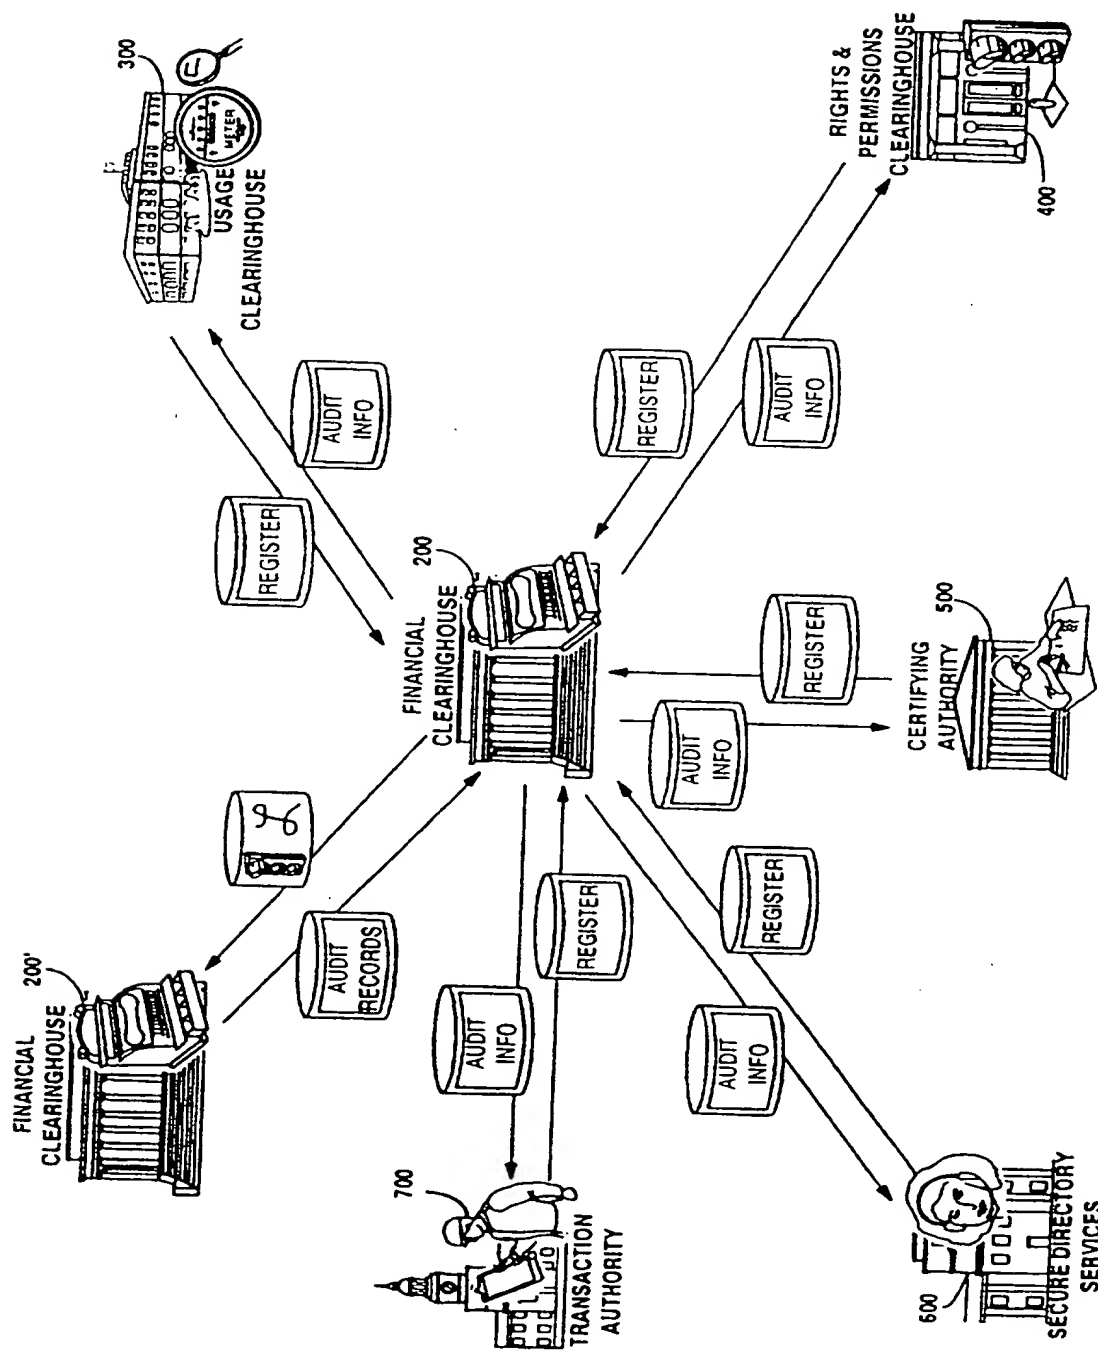 FINANCIAL
CLEARINGHOUSE
200'
AUDIT
RECORDS
300
METER
USAGE
CLEARINGHOUSE
REGISTER
AUDIT
INFO
FINANCIAL
CLEARINGHOUSE
200
700
TRANSACTION
AUTHORITY
AUDIT
INFO
REGISTER
REGISTER
AUDIT
INFO
RIGHTS &
PERMISSIONS
CLEARINGHOUSE
400
AUDIT
INFO
REGISTER
CERTIFYING
AUTHORITY
500
AUDIT
INFO
REGISTER
600
SECURE DIRECTORY
SERVICES